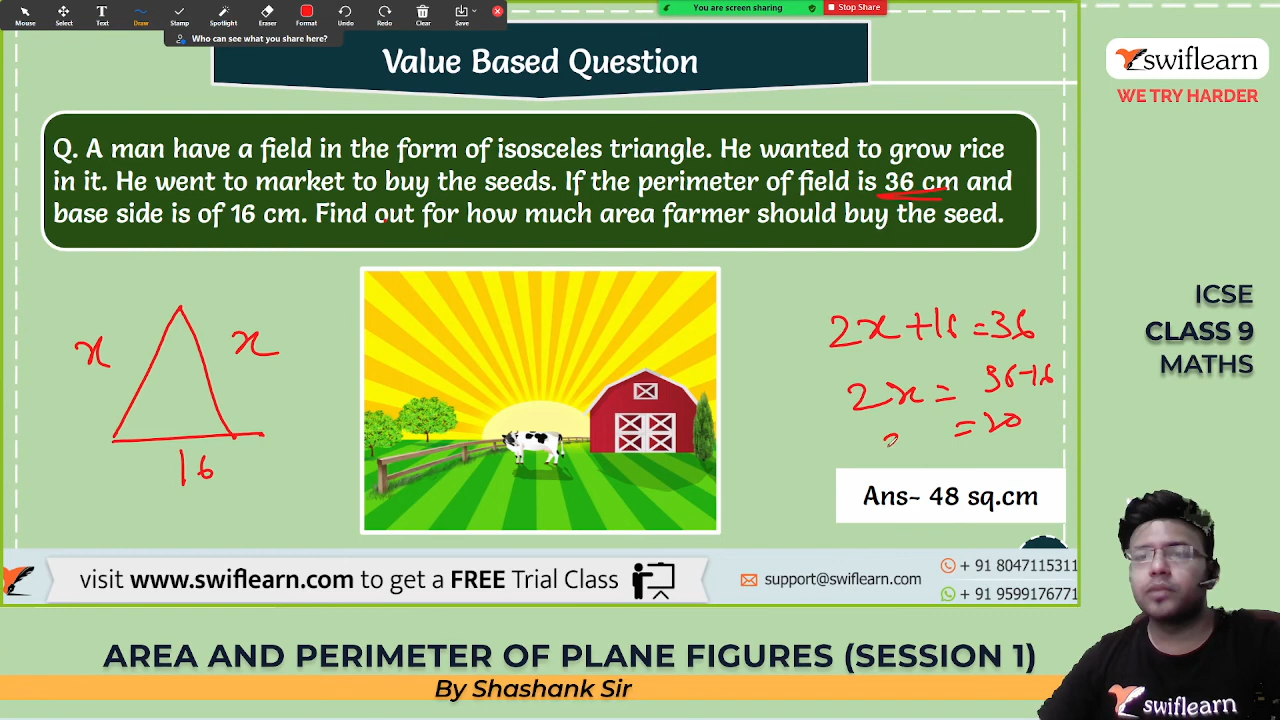 Mouse Select Text Draw Stamp Spotlight Eraser Format Undo Redo Clear Save
You are screen sharing Stop Share
Who can see what you share here?
Value Based Question
swiflearn
WE TRY HARDER
Q. A man have a field in the form of isosceles triangle. He wanted to grow rice
in it. He went to market to buy the seeds. If the perimeter of field is 36 cm and
base side is of 16 cm. Find out for how much area farmer should buy the seed.
ICSE
CLASS 9
MATHS
x x
16
2x + 16 = 36
2x = 36-16
= 20
Ans- 48 sq.cm
visit www.swiflearn.com to get a FREE Trial Class
support@swiflearn.com
+ 91 8047115311
+ 91 9599176771
AREA AND PERIMETER OF PLANE FIGURES (SESSION 1)
By Shashank Sir
swiflearn